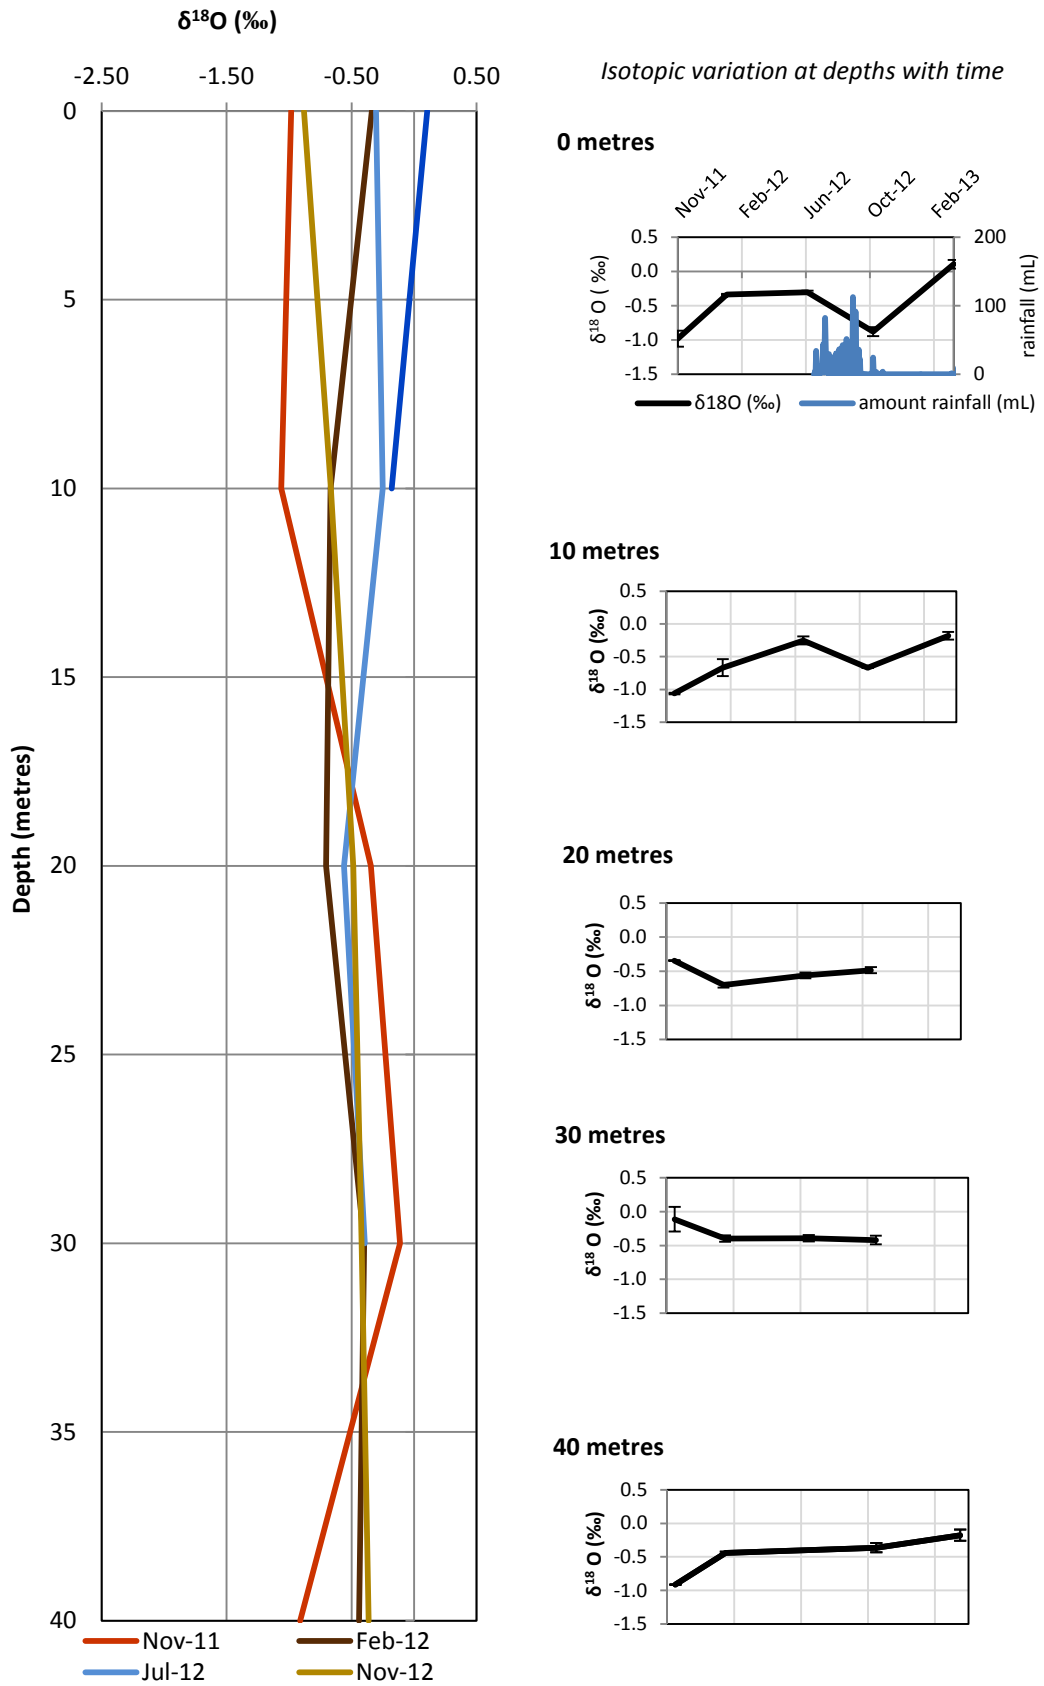 δ¹⁸O (‰)
-2.50 -1.50 -0.50 0.50
0
5
10
15
20
25
30
35
40
Depth (metres)
Nov-11 Feb-12
Jul-12 Nov-12
Isotopic variation at depths with time
0 metres
Nov-11 Feb-12 Jun-12 Oct-12 Feb-13
0.5
0.0
-0.5
-1.0
-1.5
δ¹⁸ O ( ‰)
200
100
0
rainfall (mL)
δ18O (‰) amount rainfall (mL)
10 metres
0.5
0.0
-0.5
-1.0
-1.5
δ¹⁸ O (‰)
20 metres
0.5
0.0
-0.5
-1.0
-1.5
δ¹⁸ O (‰)
30 metres
0.5
0.0
-0.5
-1.0
-1.5
δ¹⁸ O (‰)
40 metres
0.5
0.0
-0.5
-1.0
-1.5
δ¹⁸ O (‰)